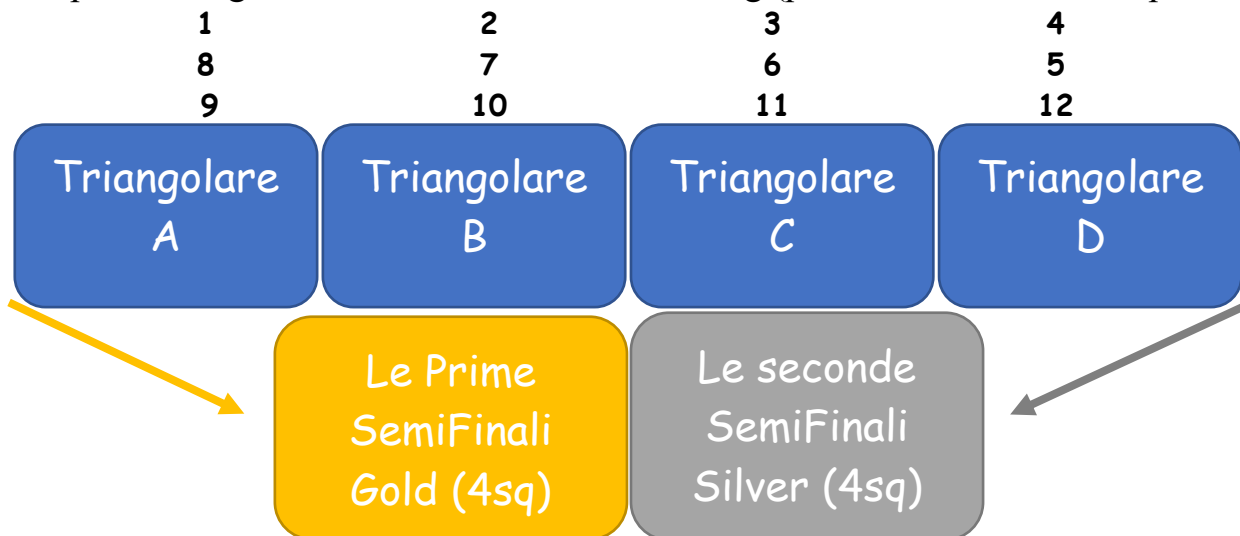 1 2 3 4
8 7 6 5
9 10 11 12
Triangolare A
Triangolare B
Triangolare C
Triangolare D
Le Prime
SemiFinali
Gold (4sq)
Le seconde
SemiFinali
Silver (4sq)